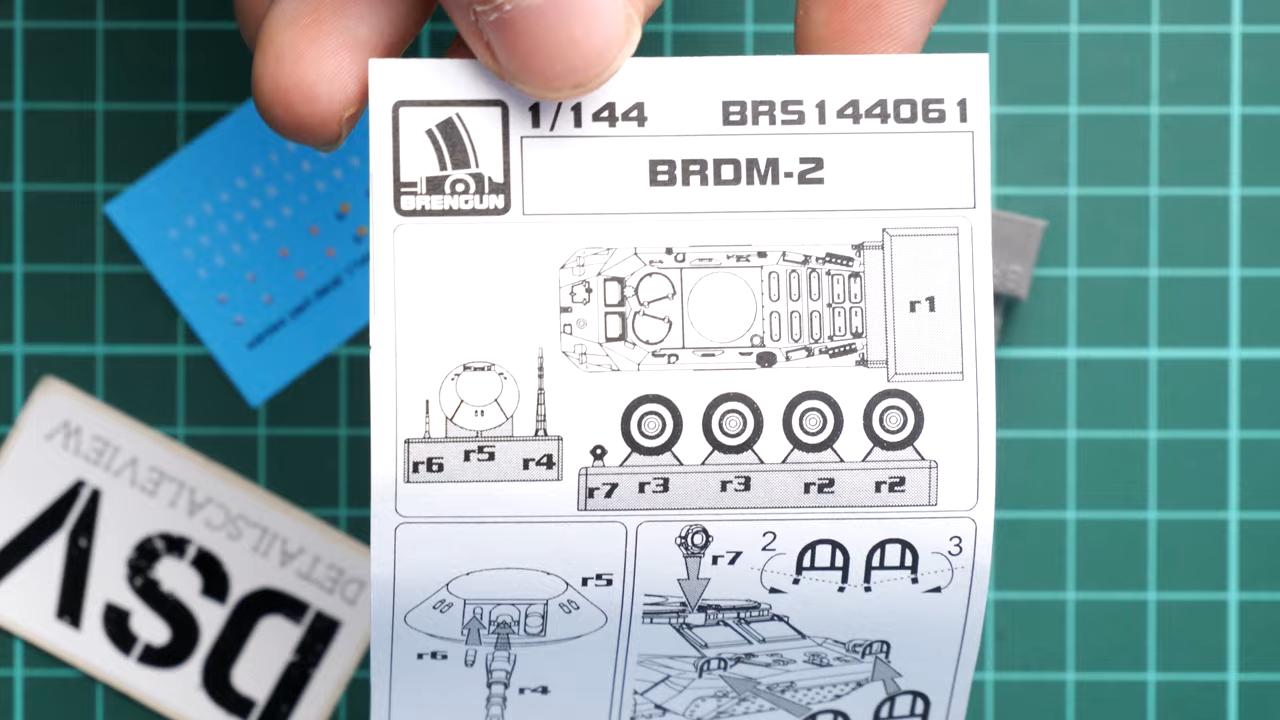 1/144 BRS144061
BRENGUN
BRDM-2
r1
r6 r5 r4
r7 r3 r3 r2 r2
r5
r6
r4
r7 2 3
DETAILSCALEVIEW
DSV